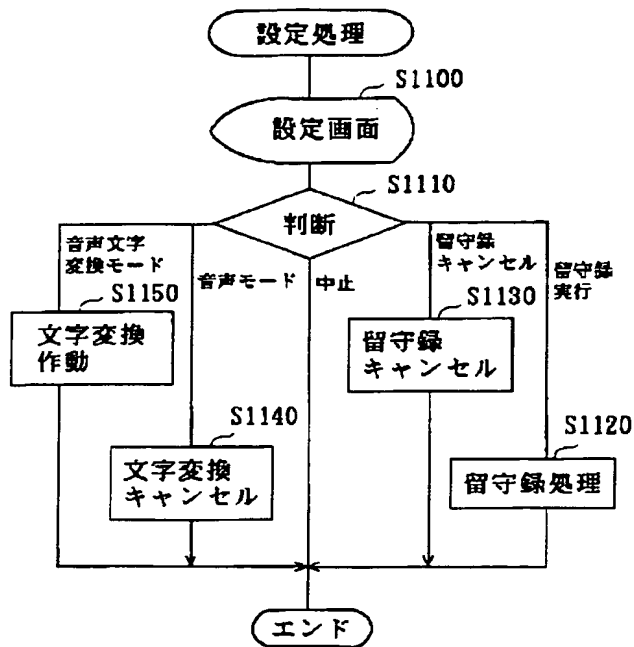 設定処理
S1100
設定画面
S1110
判断
音声文字
変換モード
音声モード
中止
留守録
キャンセル
留守録
実行
S1150
文字変換
作動
S1130
留守録
キャンセル
S1140
文字変換
キャンセル
S1120
留守録処理
エンド